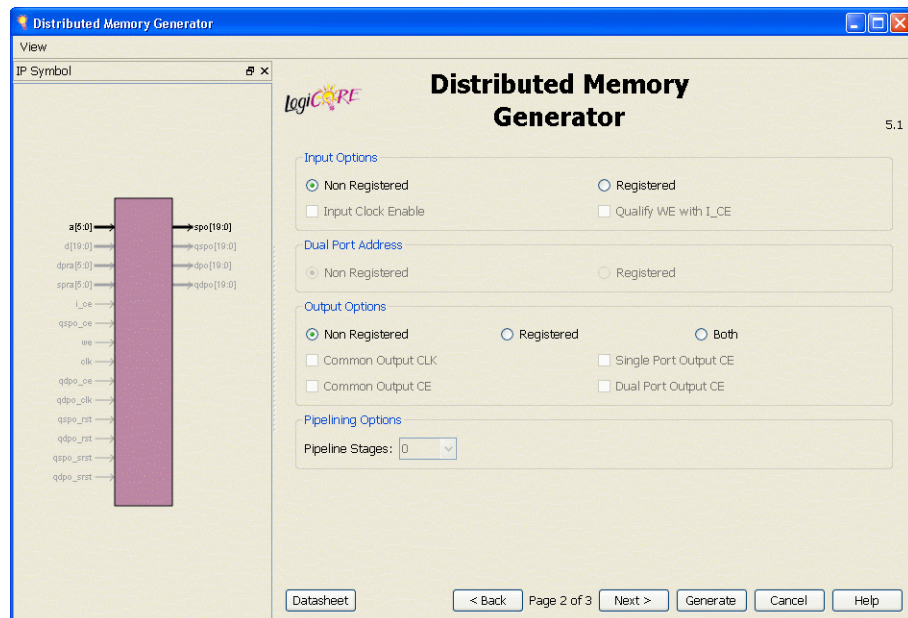 Distributed Memory Generator
View
IP Symbol
a[5:0]
d[19:0]
dpra[5:0]
spra[5:0]
i_ce
qspo_ce
we
clk
qdpo_ce
qdpo_clk
qspo_rst
qdpo_rst
qspo_srst
qdpo_srst
spo[19:0]
qspo[19:0]
dpo[19:0]
qdpo[19:0]
logiCORE
Distributed Memory
Generator
5.1
Input Options
Non Registered Registered
Input Clock Enable Qualify WE with I_CE
Dual Port Address
Non Registered Registered
Output Options
Non Registered Registered Both
Common Output CLK Single Port Output CE
Common Output CE Dual Port Output CE
Pipelining Options
Pipeline Stages: 0
Datasheet < Back Page 2 of 3 Next > Generate Cancel Help